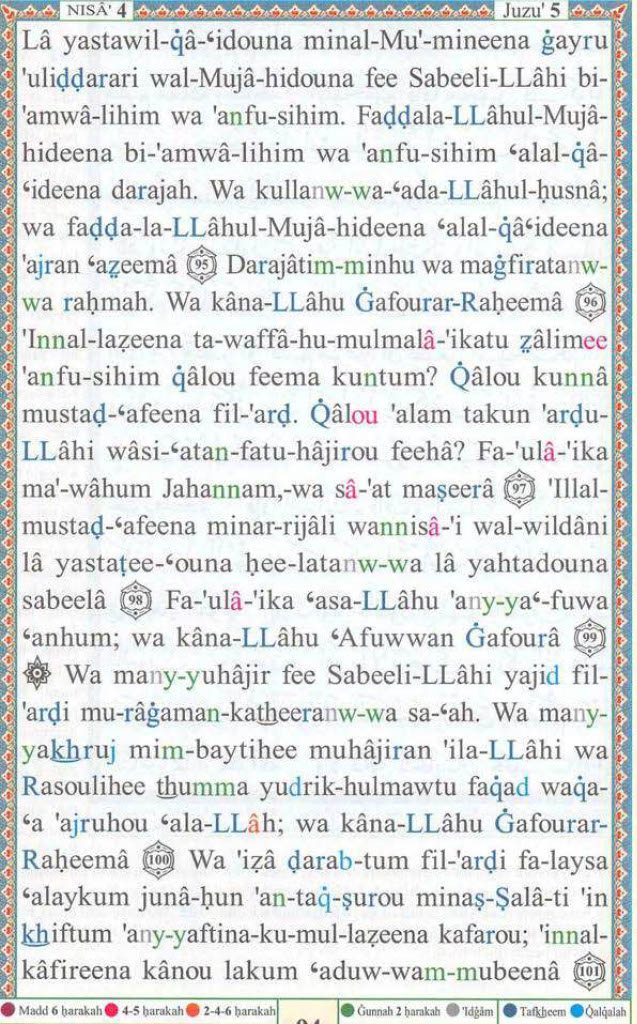 NISÂ' 4 Juzu' 5
Lâ yastawil-q̇â-‘idouna minal-Mu'-mineena ġayru
'uliḍḍarari wal-Mujâ-hidouna fee Sabeeli-LLâhi bi-
'amwâ-lihim wa 'anfu-sihim. Faḍḍala-LLâhul-Mujâ-
hideena bi-'amwâ-lihim wa 'anfu-sihim ‘alal-q̇â-
‘ideena darajah. Wa kullanw-wa-‘ada-LLâhul-ḥusnâ;
wa faḍḍa-la-LLâhul-Mujâ-hideena ‘alal-q̇â‘ideena
'ajran ‘aẓeemâ 95 Darajâtim-minhu wa maġfiratanw-
wa raḥmah. Wa kâna-LLâhu Ġafourar-Raḥeemâ 96
'Innal-laẓeena ta-waffâ-hu-mulmalâ-'ikatu ẓâlimee
'anfu-sihim q̇âlou feema kuntum? Q̇âlou kunnâ
mustaḍ-‘afeena fil-'arḍ. Q̇âlou 'alam takun 'arḍu-
LLâhi wâsi-‘atan-fatu-hâjirou feehâ? Fa-'ulâ-'ika
ma'-wâhum Jahannam,-wa sâ-'at maṣeerâ 97 'Illal-
mustaḍ-‘afeena minar-rijâli wannisâ-'i wal-wildâni
lâ yastaṭee-‘ouna ḥee-latanw-wa lâ yahtadouna
sabeelâ 98 Fa-'ulâ-'ika ‘asa-LLâhu 'any-ya‘-fuwa
‘anhum; wa kâna-LLâhu ‘Afuwwan Ġafourâ 99
۞ Wa many-yuhâjir fee Sabeeli-LLâhi yajid fil-
'arḍi mu-râġaman-kat͟heeranw-wa sa-‘ah. Wa many-
yak͟hruj mim-baytihee muhâjiran 'ila-LLâhi wa
Rasoulihee t͟humma yudrik-hulmawtu faq̇ad waq̇a-
‘a 'ajruhou ‘ala-LLâh; wa kâna-LLâhu Ġafourar-
Raḥeemâ 100 Wa 'iẓâ ḍarab-tum fil-'arḍi fa-laysa
‘alaykum junâ-ḥun 'an-taq̇-ṣurou minaṣ-Ṣalâ-ti 'in
k͟hiftum 'any-yaftina-ku-mul-laẓeena kafarou; 'innal-
kâfireena kânou lakum ‘aduw-wam-mubeenâ 101
Madd 6 ḥarakah 4-5 ḥarakah 2-4-6 ḥarakah Ġunnah 2 ḥarakah 'Idġâm Tafk͟heem Q̇alq̇alah